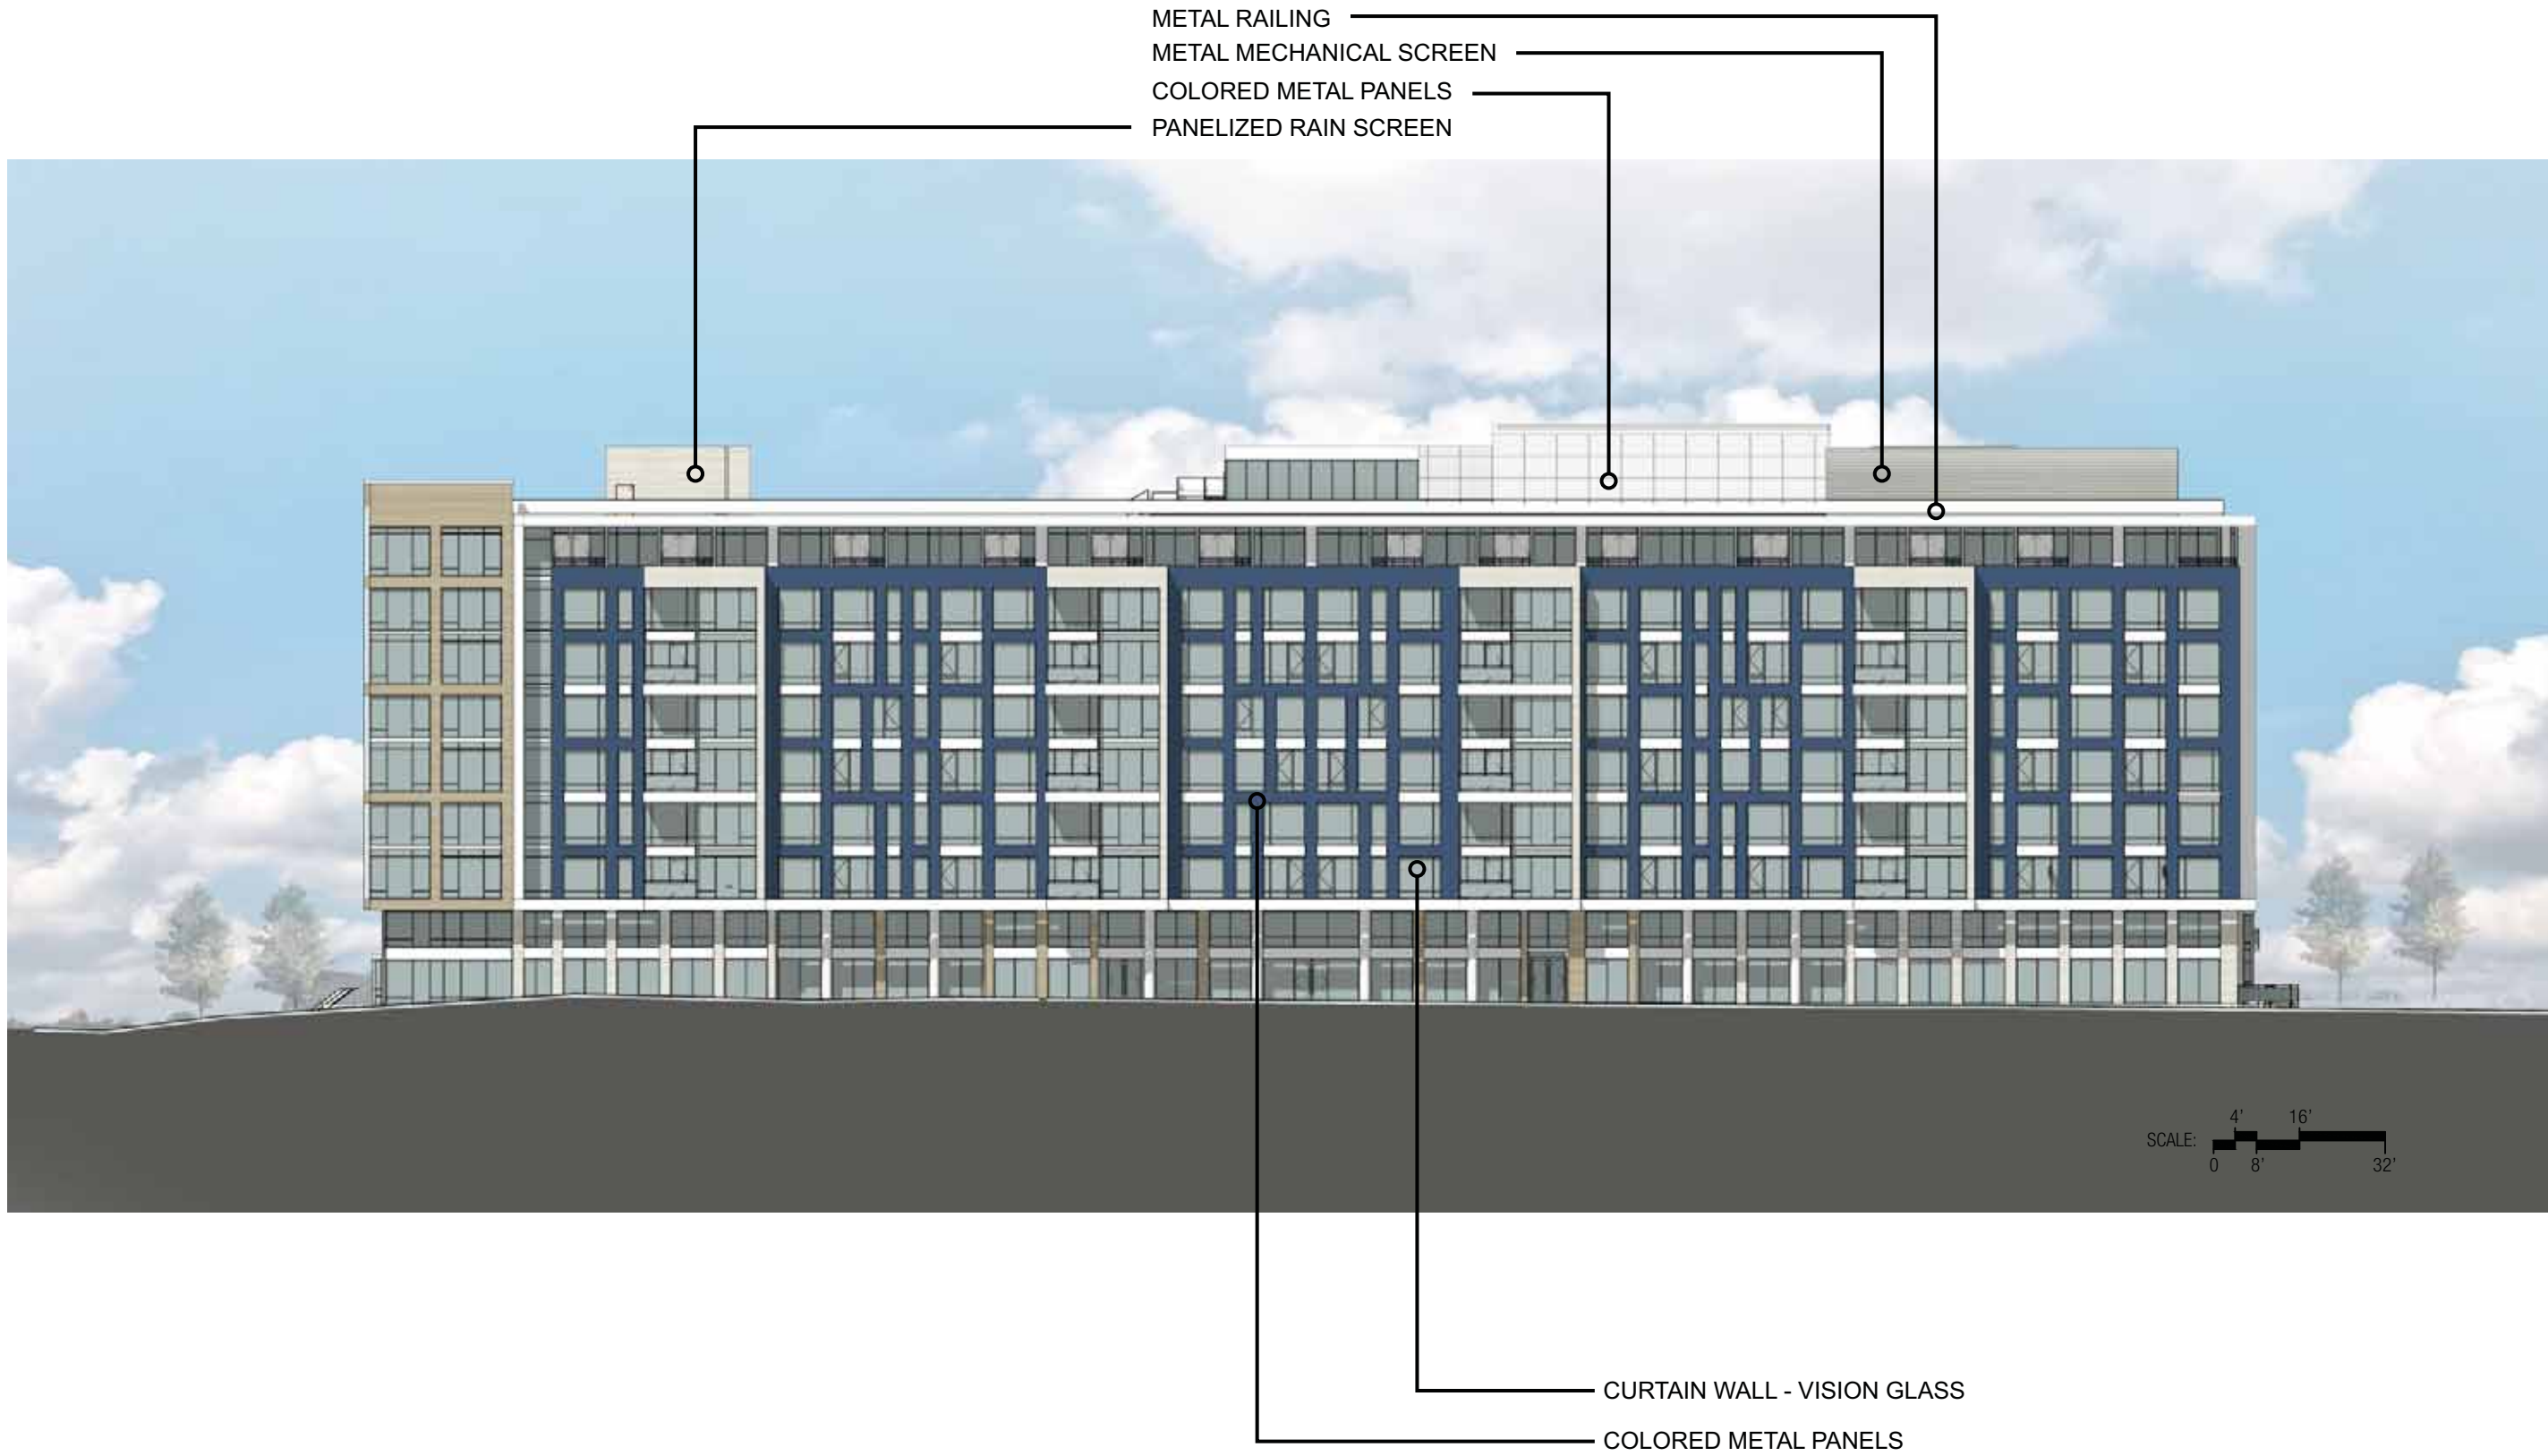 METAL RAILING
METAL MECHANICAL SCREEN
COLORED METAL PANELS
PANELIZED RAIN SCREEN
4' 16'
SCALE:
0 8' 32'
CURTAIN WALL - VISION GLASS
COLORED METAL PANELS